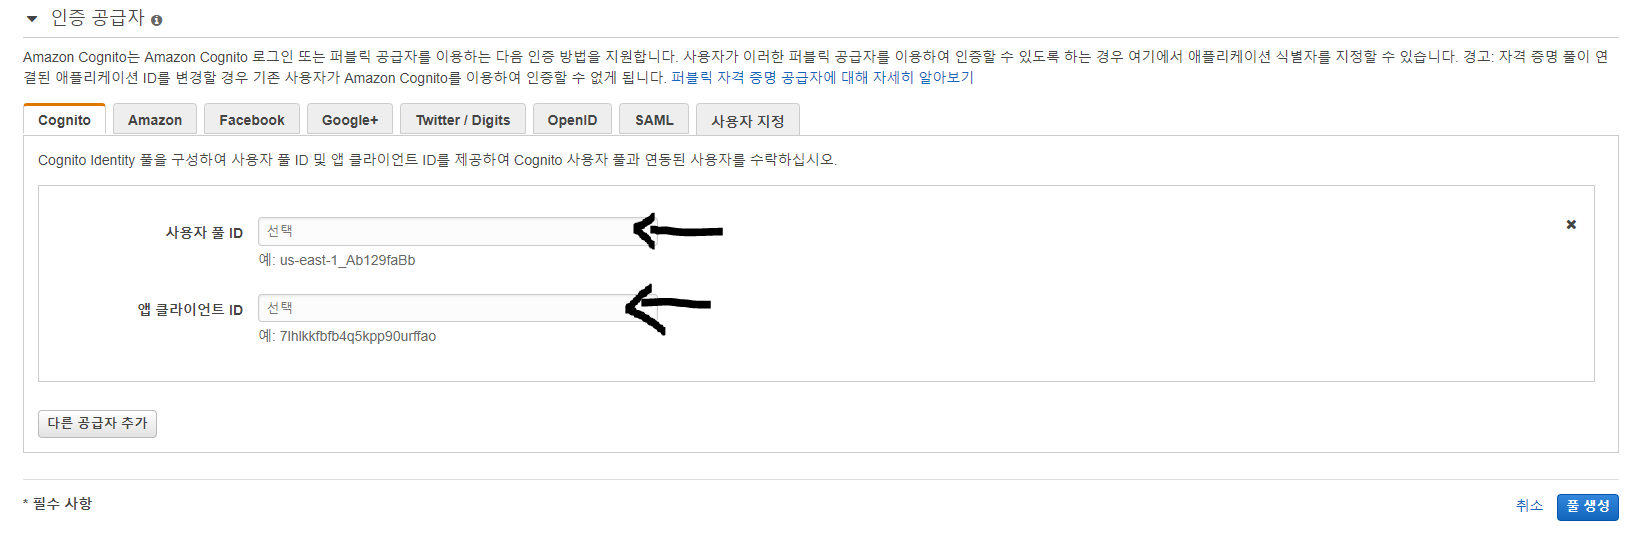 인증 공급자
Amazon Cognito는 Amazon Cognito 로그인 또는 퍼블릭 공급자를 이용하는 다음 인증 방법을 지원합니다. 사용자가 이러한 퍼블릭 공급자를 이용하여 인증할 수 있도록 하는 경우 여기에서 애플리케이션 식별자를 지정할 수 있습니다. 경고: 자격 증명 풀이 연
결된 애플리케이션 ID를 변경할 경우 기존 사용자가 Amazon Cognito를 이용하여 인증할 수 없게 됩니다. 퍼블릭 자격 증명 공급자에 대해 자세히 알아보기
Cognito Amazon Facebook Google+ Twitter / Digits OpenID SAML 사용자 지정
Cognito Identity 풀을 구성하여 사용자 풀 ID 및 앱 클라이언트 ID를 제공하여 Cognito 사용자 풀과 연동된 사용자를 수락하십시오.
사용자 풀 ID 선택
예: us-east-1_Ab129faBb
앱 클라이언트 ID 선택
예: 7lhlkkfbfb4q5kpp90urffao
다른 공급자 추가
* 필수 사항 취소 풀 생성